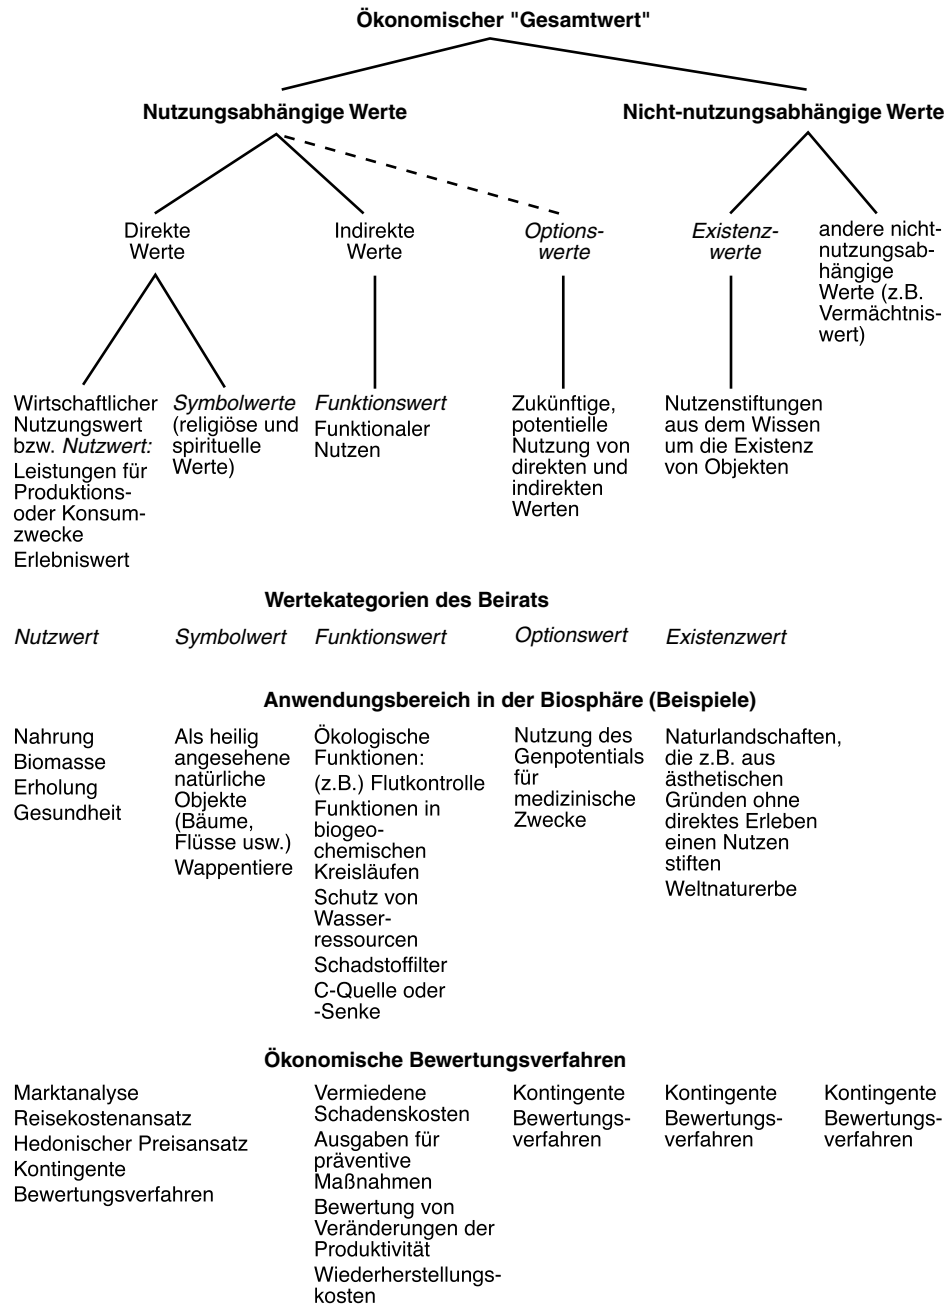 Ökonomischer "Gesamtwert"
Nutzungsabhängige Werte
Nicht-nutzungsabhängige Werte
Direkte
Werte
Indirekte
Werte
Options-
werte
Existenz-
werte
andere nicht-
nutzungsab-
hängige
Werte (z.B.
Vermächtnis-
wert)
Wirtschaftlicher
Nutzungswert
bzw. Nutzwert:
Leistungen für
Produktions-
oder Konsum-
zwecke
Erlebniswert
Symbolwerte
(religiöse und
spirituelle
Werte)
Funktionswert
Funktionaler
Nutzen
Zukünftige,
potentielle
Nutzung von
direkten und
indirekten
Werten
Nutzenstiftungen
aus dem Wissen
um die Existenz
von Objekten
Wertekategorien des Beirats
Nutzwert
Symbolwert
Funktionswert
Optionswert
Existenzwert
Anwendungsbereich in der Biosphäre (Beispiele)
Nahrung
Biomasse
Erholung
Gesundheit
Als heilig
angesehene
natürliche
Objekte
(Bäume,
Flüsse usw.)
Wappentiere
Ökologische
Funktionen:
(z.B.) Flutkontrolle
Funktionen in
biogeo-
chemischen
Kreisläufen
Schutz von
Wasser-
ressourcen
Schadstoffilter
C-Quelle oder
-Senke
Nutzung des
Genpotentials
für
medizinische
Zwecke
Naturlandschaften,
die z.B. aus
ästhetischen
Gründen ohne
direktes Erleben
einen Nutzen
stiften
Weltnaturerbe
Ökonomische Bewertungsverfahren
Marktanalyse
Reisekostenansatz
Hedonischer Preisansatz
Kontingente
Bewertungsverfahren
Vermiedene
Schadenskosten
Ausgaben für
präventive
Maßnahmen
Bewertung von
Veränderungen der
Produktivität
Wiederherstellungs-
kosten
Kontingente
Bewertungs-
verfahren
Kontingente
Bewertungs-
verfahren
Kontingente
Bewertungs-
verfahren